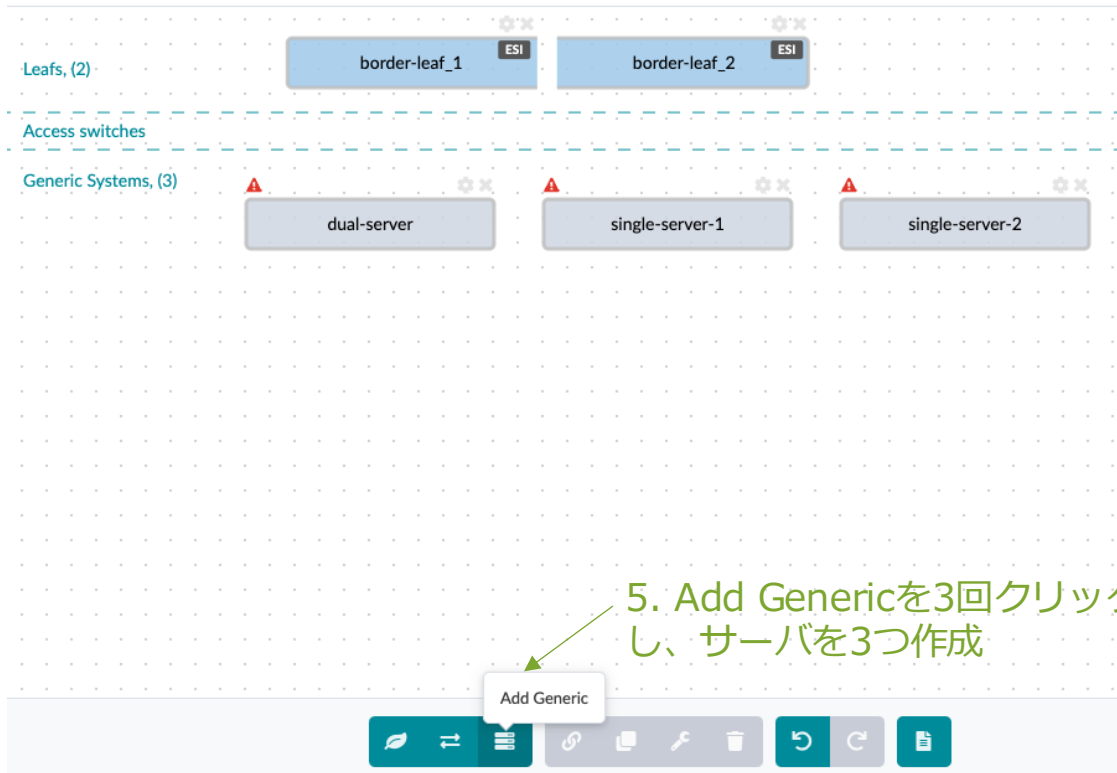 ESI
ESI
border-leaf_1
border-leaf_2
Leafs, (2)
Access switches
Generic Systems, (3)
dual-server
single-server-1
single-server-2
5. Add Genericを3回クリック
し、サーバを3つ作成
Add Generic